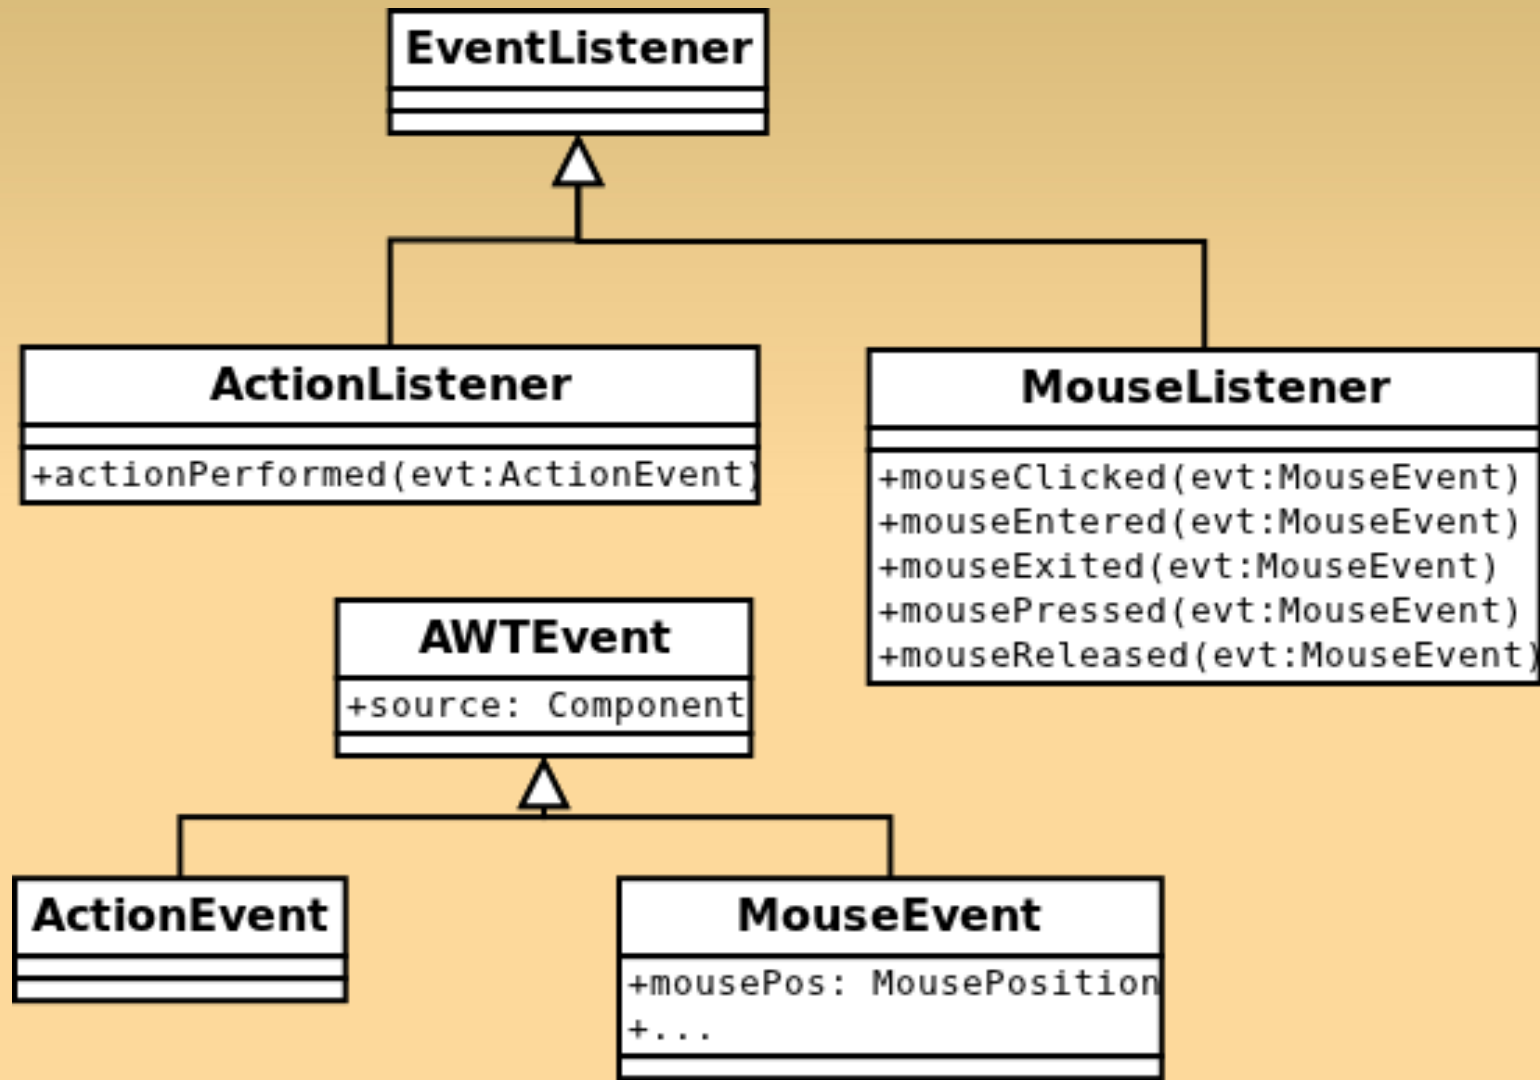 EventListener
ActionListener
+actionPerformed(evt:ActionEvent)
MouseListener
+mouseClicked(evt:MouseEvent)
+mouseEntered(evt:MouseEvent)
+mouseExited(evt:MouseEvent)
+mousePressed(evt:MouseEvent)
+mouseReleased(evt:MouseEvent)
AWTEvent
+source: Component
ActionEvent
MouseEvent
+mousePos: MousePosition
+...